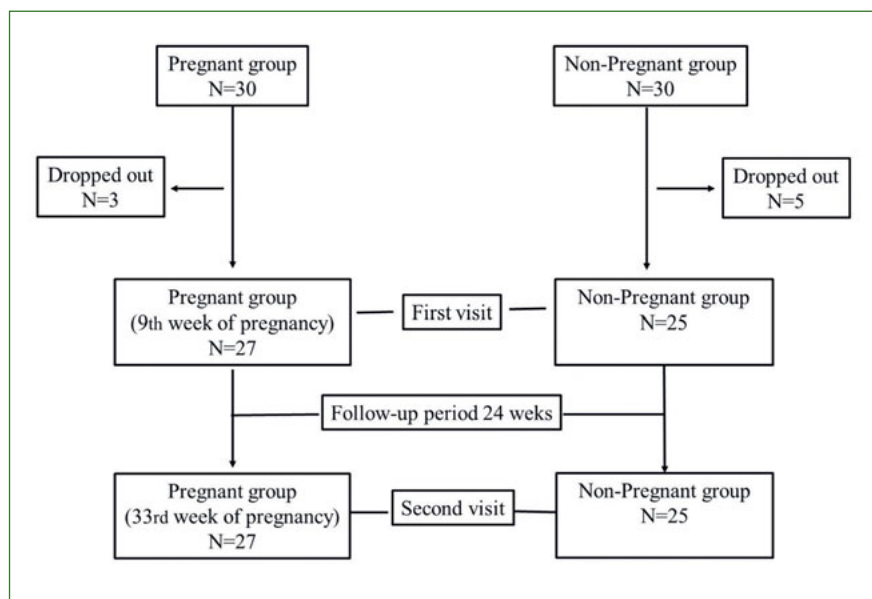 Pregnant group
N=30
Non-Pregnant group
N=30
Dropped out
N=3
Dropped out
N=5
Pregnant group
(9th week of pregnancy)
N=27
First visit
Non-Pregnant group
N=25
Follow-up period 24 weks
Pregnant group
(33rd week of pregnancy)
N=27
Second visit
Non-Pregnant group
N=25